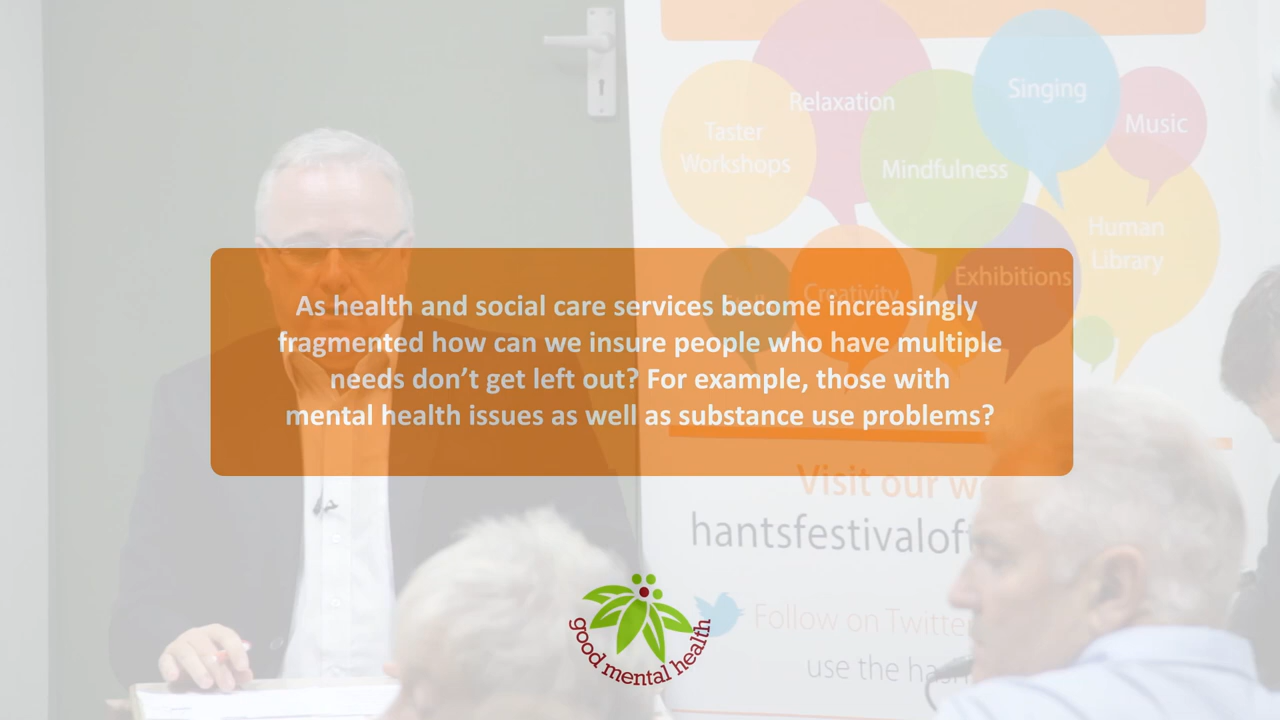 Relaxation
Singing
Music
Taster
Workshops
Mindfulness
Human
Library
Exhibitions
Creativity
As health and social care services become increasingly
fragmented how can we insure people who have multiple
needs don’t get left out? For example, those with
mental health issues as well as substance use problems?
Visit our w
hantsfestivalof
good mental health
Follow on Twitte
use the has